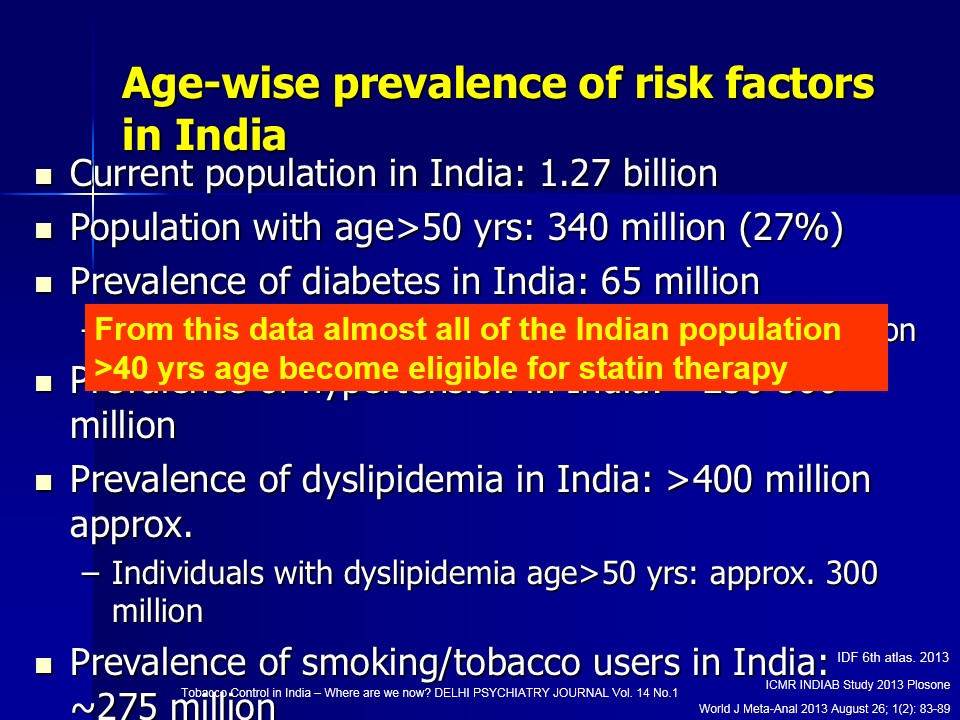 Age-wise prevalence of risk factors
in India
Current population in India: 1.27 billion
Population with age>50 yrs: 340 million (27%)
Prevalence of diabetes in India: 65 million
From this data almost all of the Indian population
>40 yrs age become eligible for statin therapy
Prevalence of hypertension in India:
million
Prevalence of dyslipidemia in India: >400 million
approx.
– Individuals with dyslipidemia age>50 yrs: approx. 300
million
Prevalence of smoking/tobacco users in India:
~275 million
IDF 6th atlas. 2013
ICMR INDIAB Study 2013 Plosone
Tobacco Control in India – Where are we now? DELHI PSYCHIATRY JOURNAL Vol. 14 No.1
World J Meta-Anal 2013 August 26; 1(2): 83-89